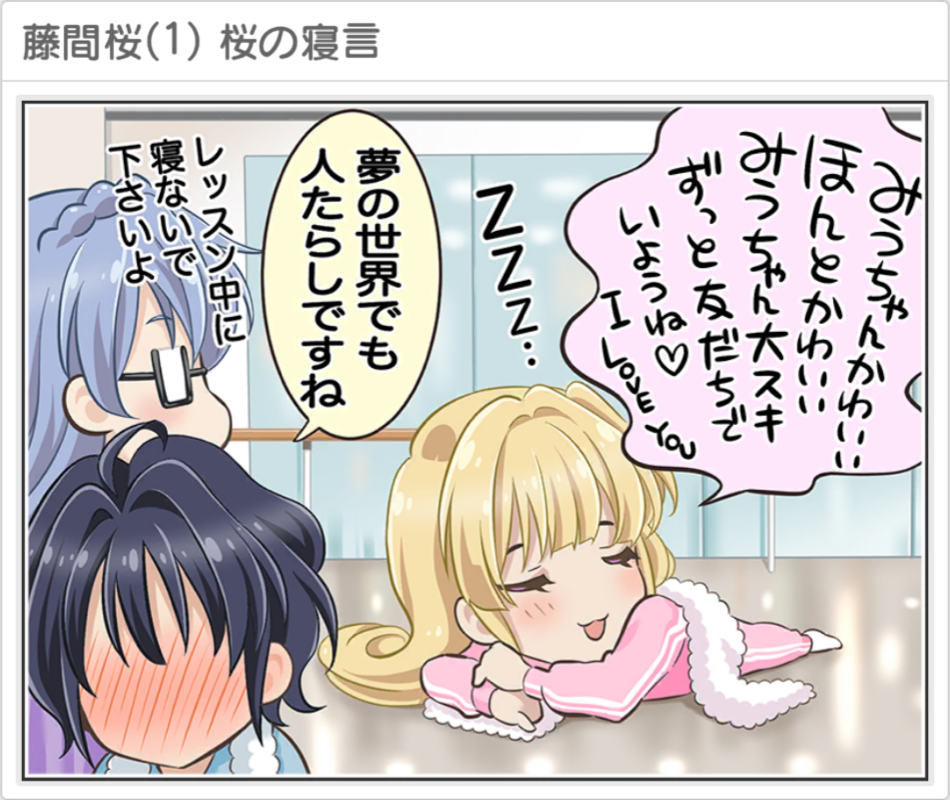 藤間桜(1) 桜の寝言
みうちゃんかわいい
ほんとかわいい
みうちゃん大スキ
ずっと友だちで
いようね♡
I LOVE YOU
ZZZZ..
夢の世界でも
人たらしですね
レッスン中に
寝ないで
下さいよ